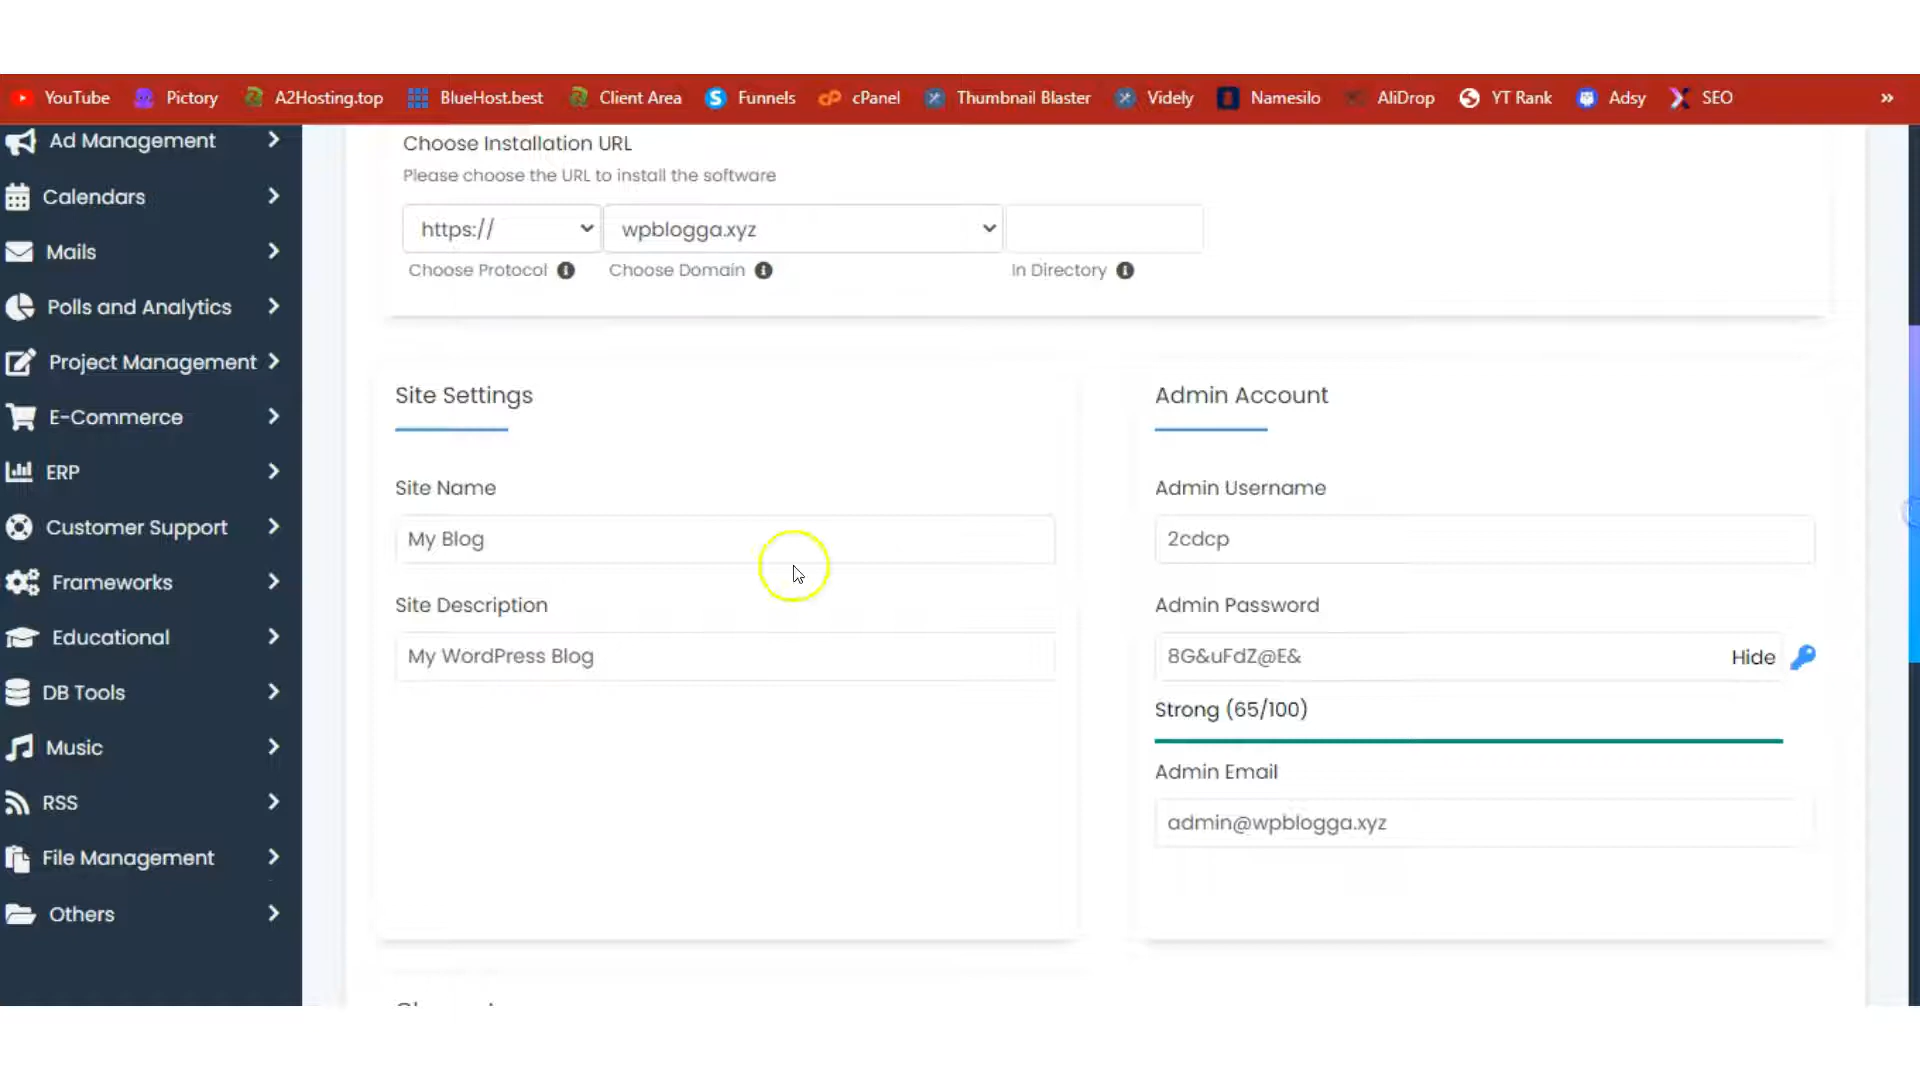 YouTube Pictory A2Hosting.top BlueHost.best Client Area Funnels cPanel Thumbnail Blaster Videly Namesilo AliDrop YT Rank Adsy SEO »
Ad Management
Calendars
Mails
Polls and Analytics
Project Management
E-Commerce
ERP
Customer Support
Frameworks
Educational
DB Tools
Music
RSS
File Management
Others
Choose Installation URL
Please choose the URL to install the software
https:// wpblogga.xyz
Choose Protocol Choose Domain In Directory
Site Settings
Site Name
My Blog
Site Description
My WordPress Blog
Admin Account
Admin Username
2cdcp
Admin Password
8G&uFdZ@E& Hide
Strong (65/100)
Admin Email
admin@wpblogga.xyz